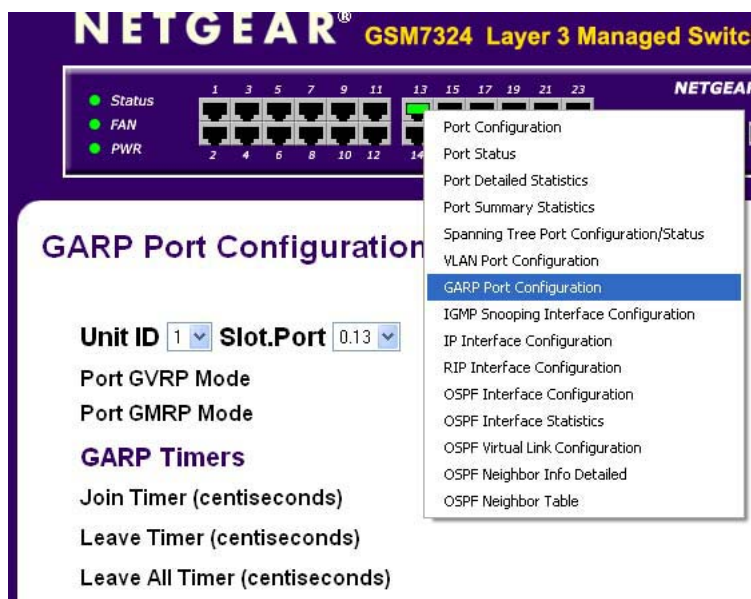 NETGEAR® GSM7324 Layer 3 Managed Switc
Status
FAN
PWR
1 3 5 7 9 11 13 15 17 19 21 23
2 4 6 8 10 12 14
NETGEAR
Port Configuration
Port Status
Port Detailed Statistics
Port Summary Statistics
Spanning Tree Port Configuration/Status
VLAN Port Configuration
GARP Port Configuration
IGMP Snooping Interface Configuration
IP Interface Configuration
RIP Interface Configuration
OSPF Interface Configuration
OSPF Interface Statistics
OSPF Virtual Link Configuration
OSPF Neighbor Info Detailed
OSPF Neighbor Table
GARP Port Configuration
Unit ID 1 Slot.Port 0.13
Port GVRP Mode
Port GMRP Mode
GARP Timers
Join Timer (centiseconds)
Leave Timer (centiseconds)
Leave All Timer (centiseconds)